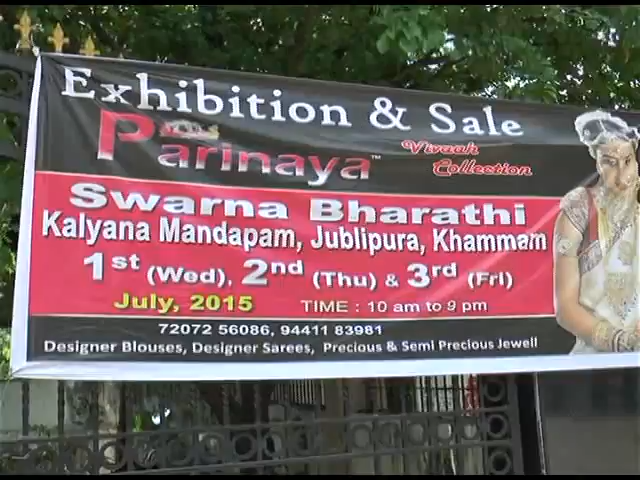 Exhibition & Sale
Parinaya™
Vivaah
Collection
Swarna Bharathi
Kalyana Mandapam, Jublipura, Khammam
1st (Wed), 2nd (Thu) & 3rd (Fri)
July, 2015 TIME : 10 am to 9 pm
72072 56086, 94411 83981
Designer Blouses, Designer Sarees, Precious & Semi Precious Jewell